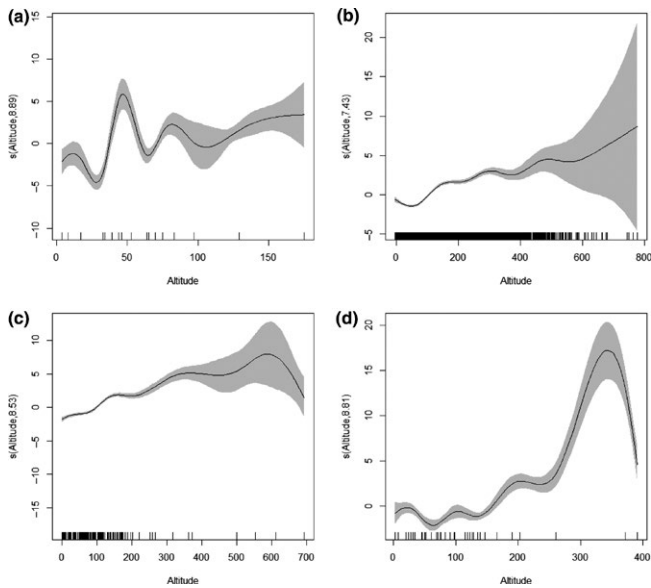 (a)
s(Altitude,8.89)
15
10
5
0
−5
−10
0 50 100 150
Altitude
(b)
s(Altitude,7.43)
20
15
10
5
0
−5
0 200 400 600 800
Altitude
(c)
s(Altitude,8.53)
10
5
0
−5
−10
−15
0 100 200 300 400 500 600 700
Altitude
(d)
s(Altitude,8.81)
20
15
10
5
0
0 100 200 300 400
Altitude